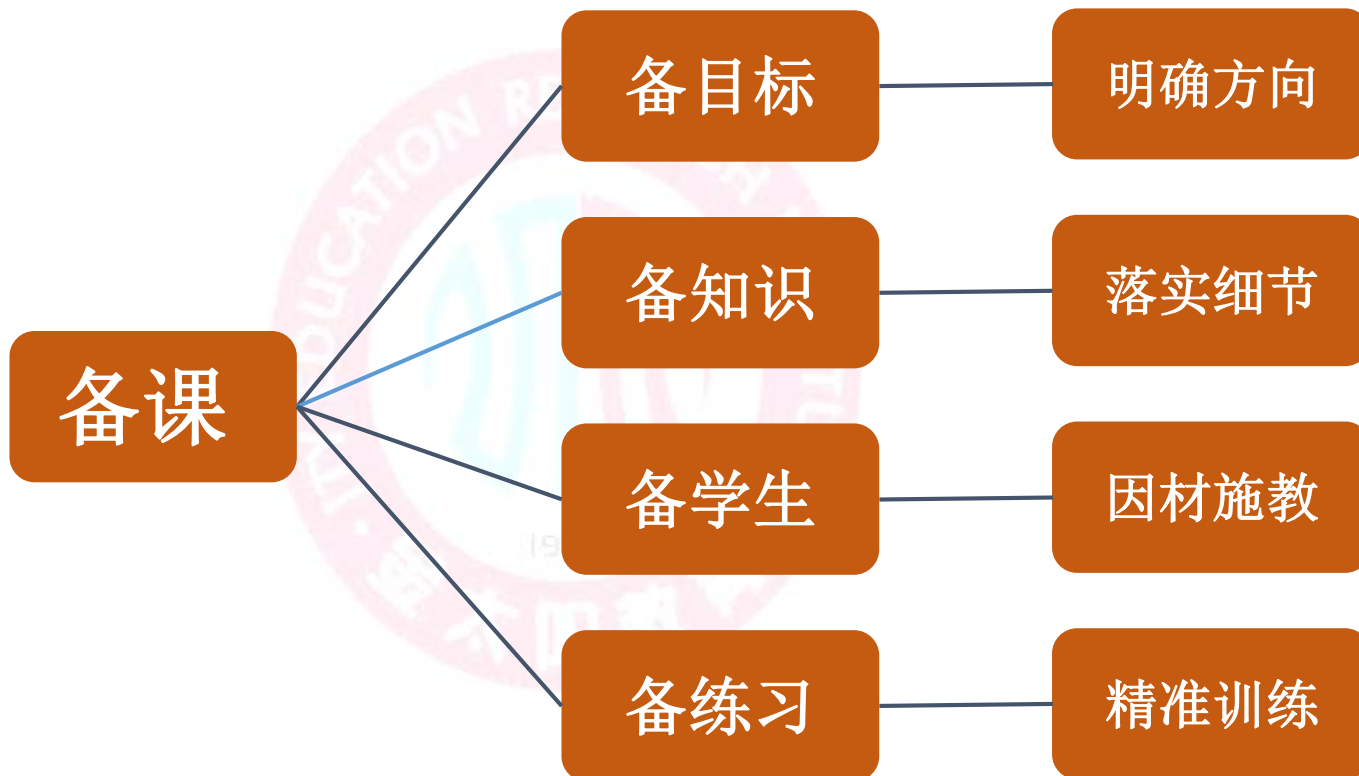 备课
备目标
明确方向
备知识
落实细节
备学生
因材施教
备练习
精准训练